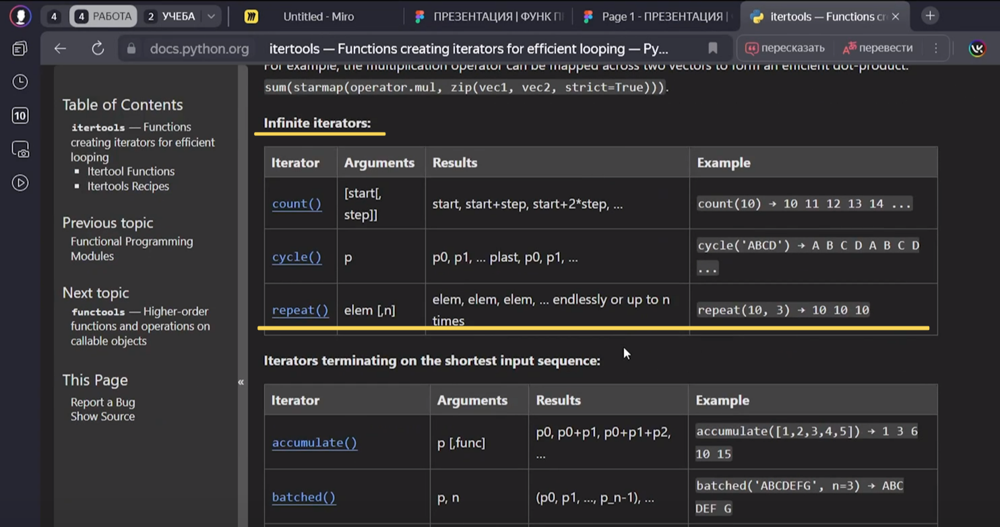 4
4 РАБОТА
2 УЧЕБА
Untitled - Miro
ПРЕЗЕНТАЦИЯ | ФУНК П
Page 1 - ПРЕЗЕНТАЦИЯ |
itertools — Functions cr
docs.python.org
itertools — Functions creating iterators for efficient looping — Py...
пересказать
перевести
10
For example, the multiplication operator can be mapped across two vectors to form an efficient dot-product:
sum(starmap(operator.mul, zip(vec1, vec2, strict=True))).
Table of Contents
itertools — Functions
creating iterators for efficient
looping
Itertool Functions
Itertools Recipes
Previous topic
Functional Programming
Modules
Next topic
functools — Higher-order
functions and operations on
callable objects
This Page
Report a Bug
Show Source
«
Infinite iterators:
Iterator Arguments Results Example
count() [start[, step]] start, start+step, start+2*step, … count(10) → 10 11 12 13 14 ...
cycle() p p0, p1, … plast, p0, p1, … cycle('ABCD') → A B C D A B C D ...
repeat() elem [,n] elem, elem, elem, … endlessly or up to n times repeat(10, 3) → 10 10 10
Iterators terminating on the shortest input sequence:
Iterator Arguments Results Example
accumulate() p [,func] p0, p0+p1, p0+p1+p2, … accumulate([1,2,3,4,5]) → 1 3 6 10 15
batched() p, n (p0, p1, …, p_n-1), … batched('ABCDEFG', n=3) → ABC DEF G